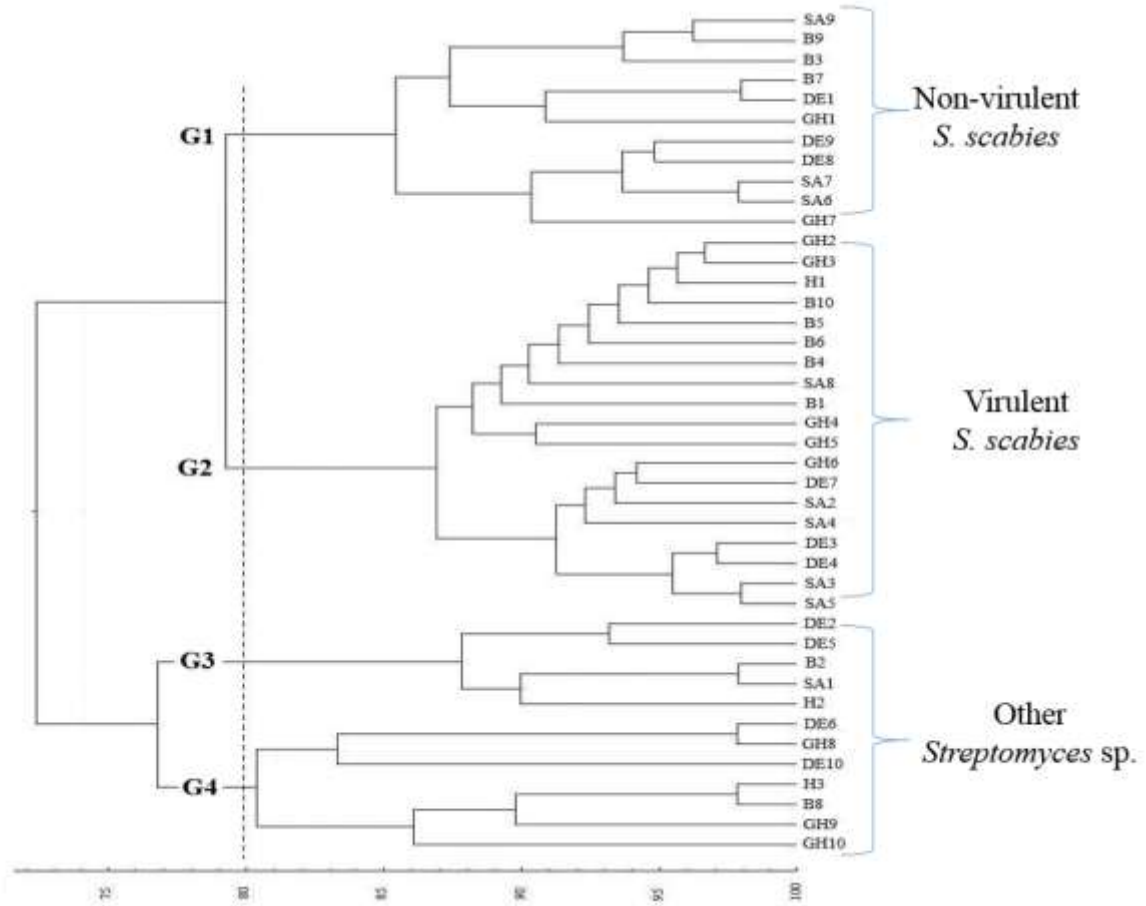 SA9
B9
B3
B7
DE1
GH1
DE9
DE8
SA7
SA6
GH7
GH2
GH3
H1
B10
B5
B6
B4
SA8
B1
GH4
GH5
GH6
DE7
SA2
SA4
DE3
DE4
SA3
SA5
DE2
DE5
B2
SA1
H2
DE6
GH8
DE10
H3
B8
GH9
GH10
G1
G2
G3
G4
Non-virulent
S. scabies
Virulent
S. scabies
Other
Streptomyces sp.
75
80
85
90
95
100